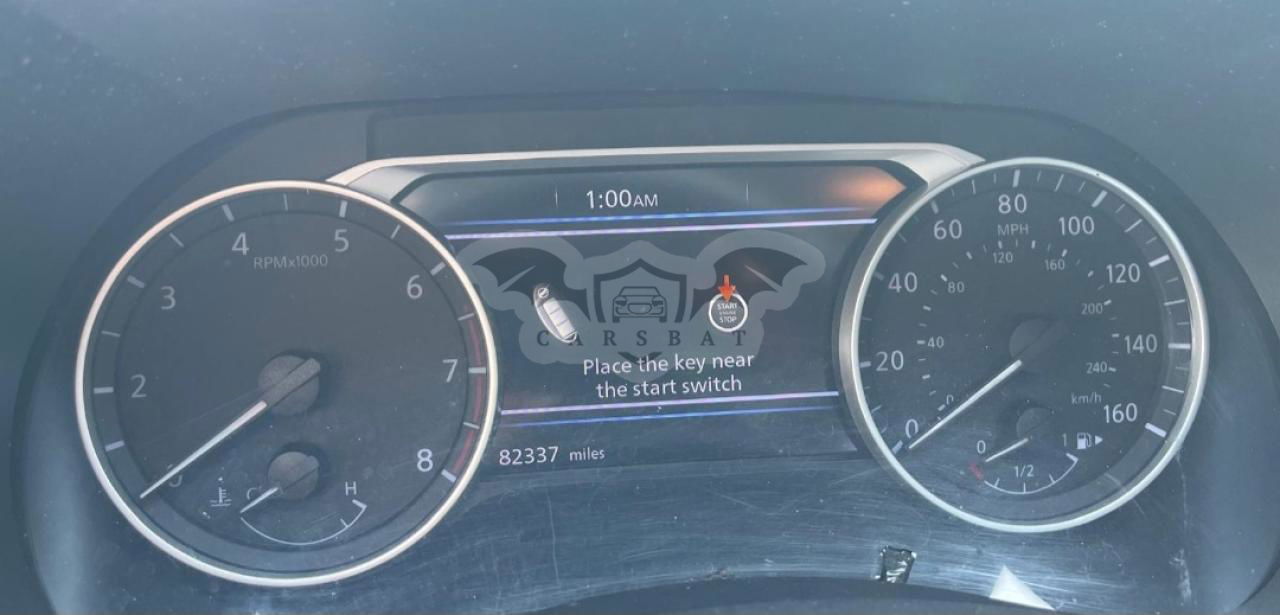 1:00AM
START
ENGINE
STOP
CARSBAT
Place the key near
the start switch
82337 miles
RPMx1000
0
2
3
4
5
6
7
8
C
H
MPH
0
20
40
60
80
100
120
140
160
km/h
0
40
80
120
160
200
240
0
1/2
1